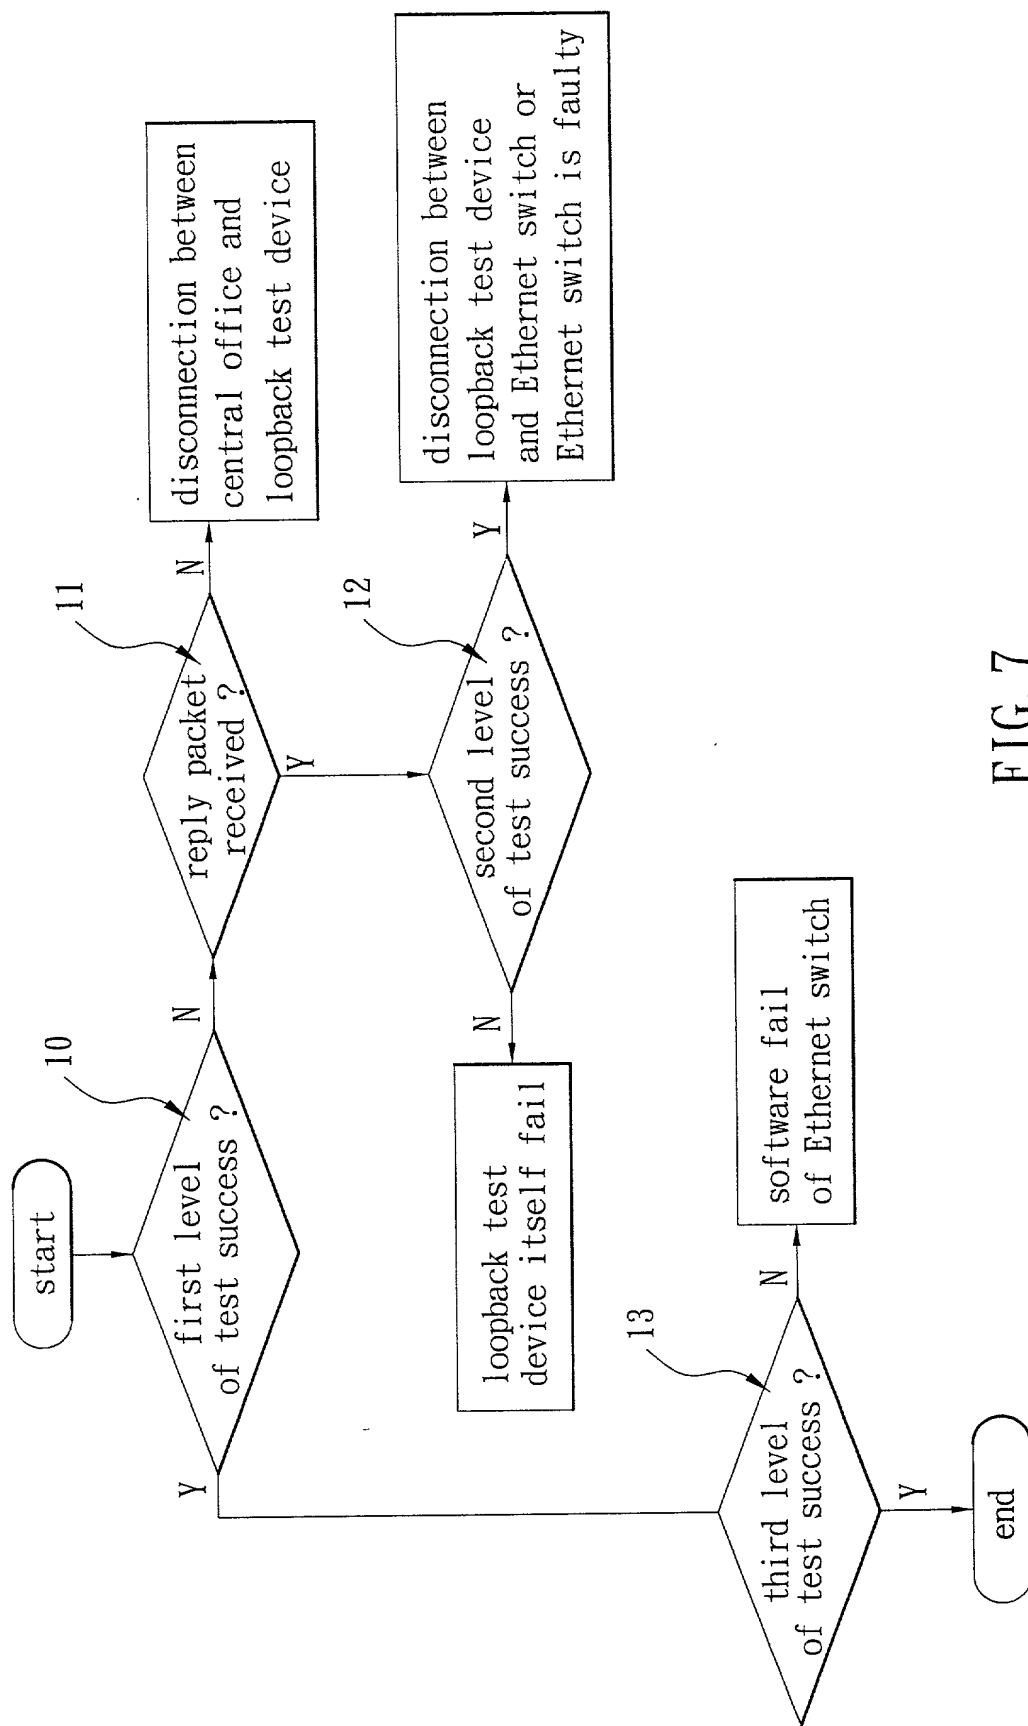 start
10
first level
of test success ?
Y
N
11
reply packet
received ?
N
disconnection between
central office and
loopback test device
Y
12
second level
of test success ?
Y
disconnection between
loopback test device
and Ethernet switch or
Ethernet switch is faulty
N
loopback test
device itself fail
13
third level
of test success ?
N
software fail
of Ethernet switch
Y
end
FIG. 7